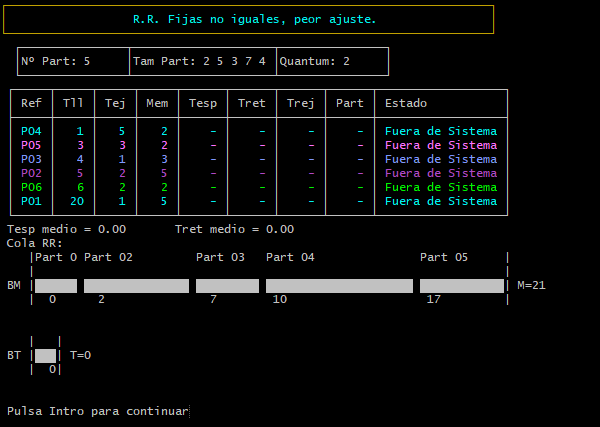 R.R. Fijas no iguales, peor ajuste.
Nº Part: 5 Tam Part: 2 5 3 7 4 Quantum: 2
Ref Tll Tej Mem Tesp Tret Trej Part Estado
P04 1 5 2 - - - - Fuera de Sistema
P05 3 3 2 - - - - Fuera de Sistema
P03 4 1 3 - - - - Fuera de Sistema
P02 5 2 5 - - - - Fuera de Sistema
P06 6 2 2 - - - - Fuera de Sistema
P01 20 1 5 - - - - Fuera de Sistema
Tesp medio = 0.00 Tret medio = 0.00
Cola RR:
|Part 0 Part 02 Part 03 Part 04 Part 05 |
| |
BM | | M=21
| 0 2 7 10 17 |
| |
BT | | T=0
| 0|
Pulsa Intro para continuar